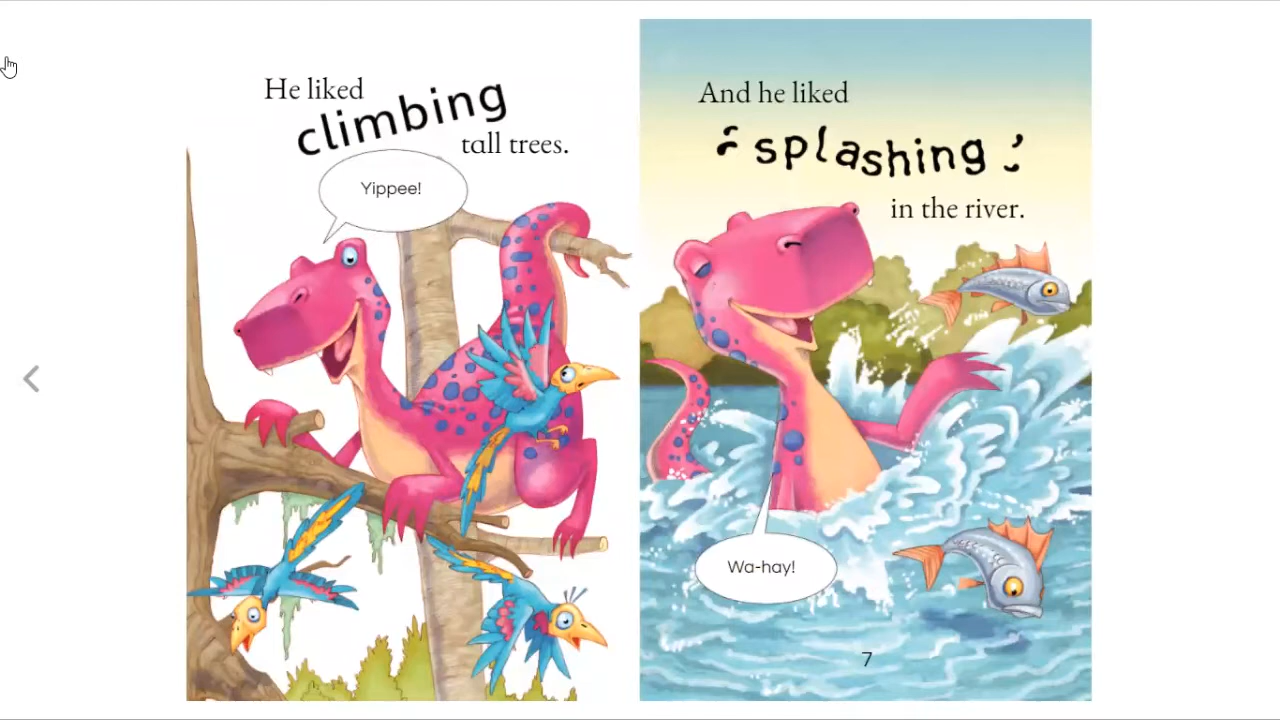 He liked
climbing
tall trees.
Yippee!
And he liked
splashing
in the river.
Wa-hay!
7